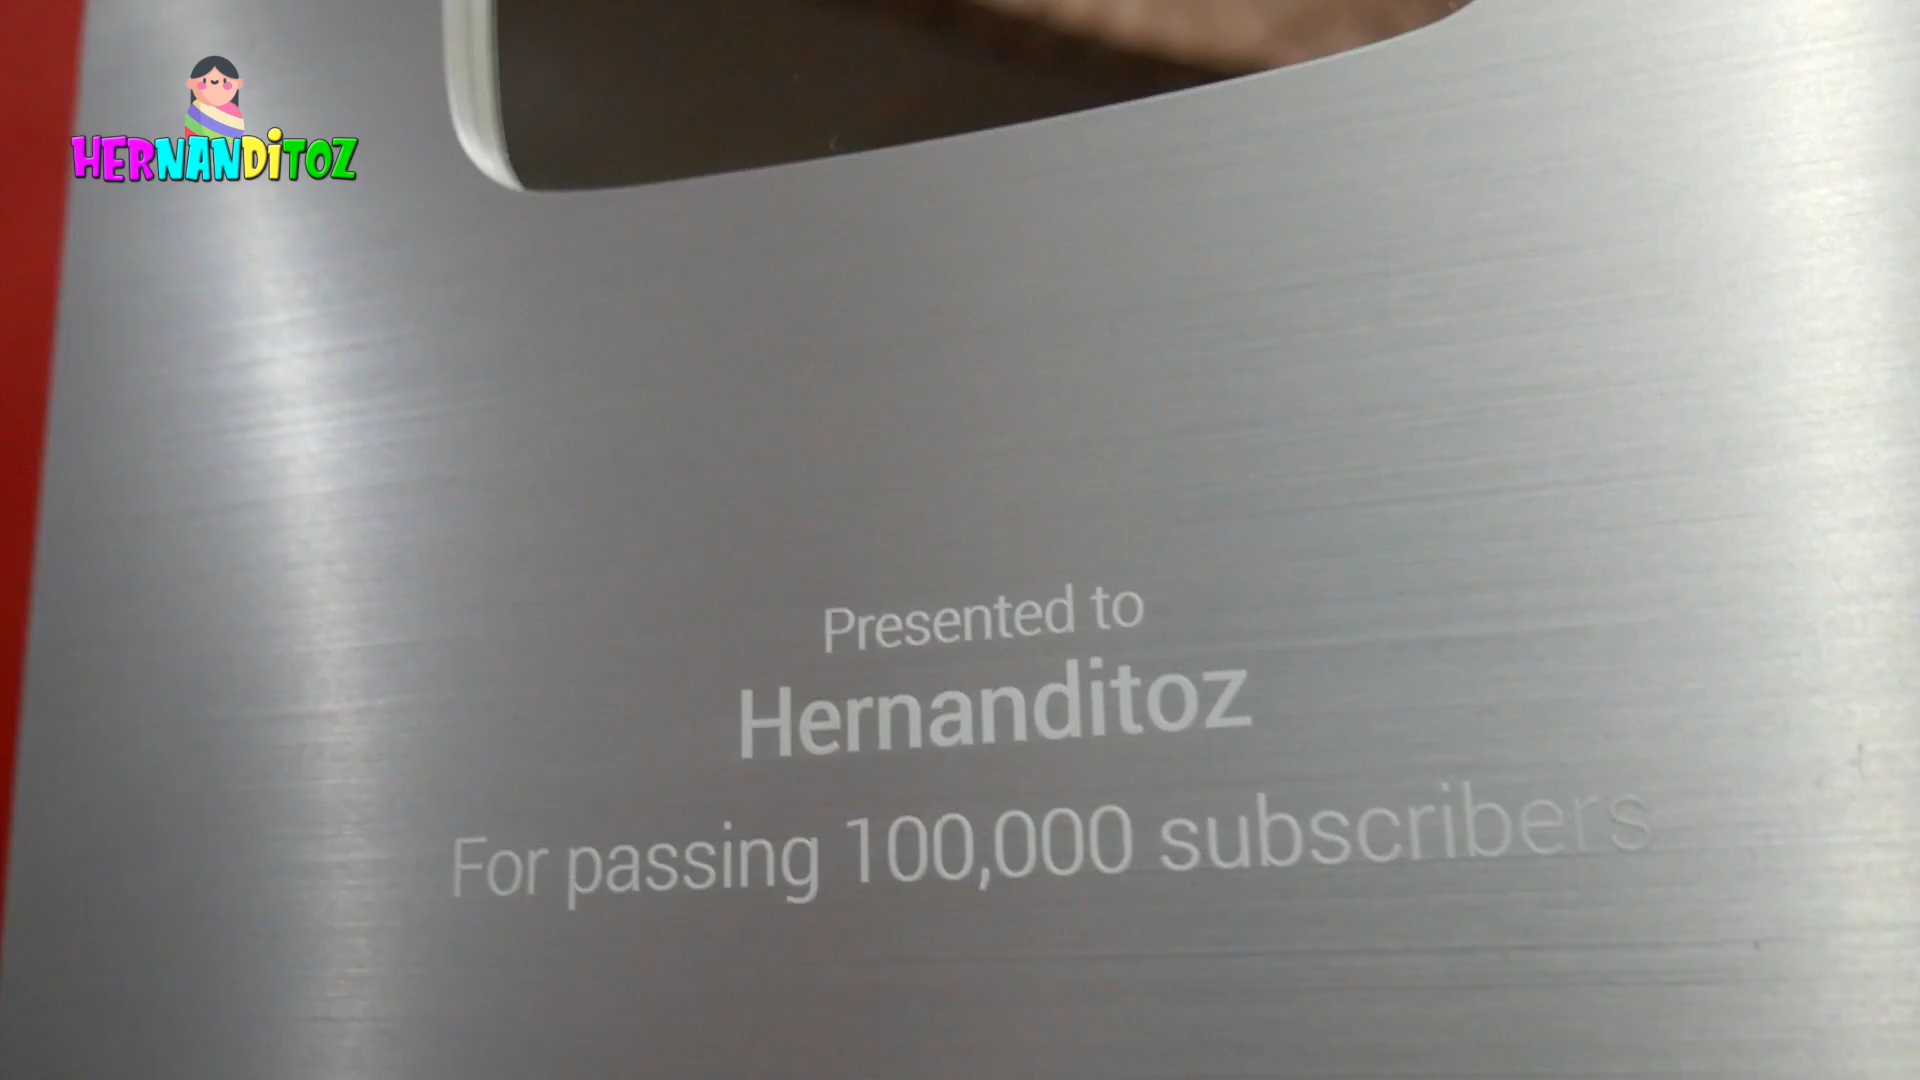 HERNANDiTOZ
Presented to
Hernanditoz
For passing 100,000 subscribers